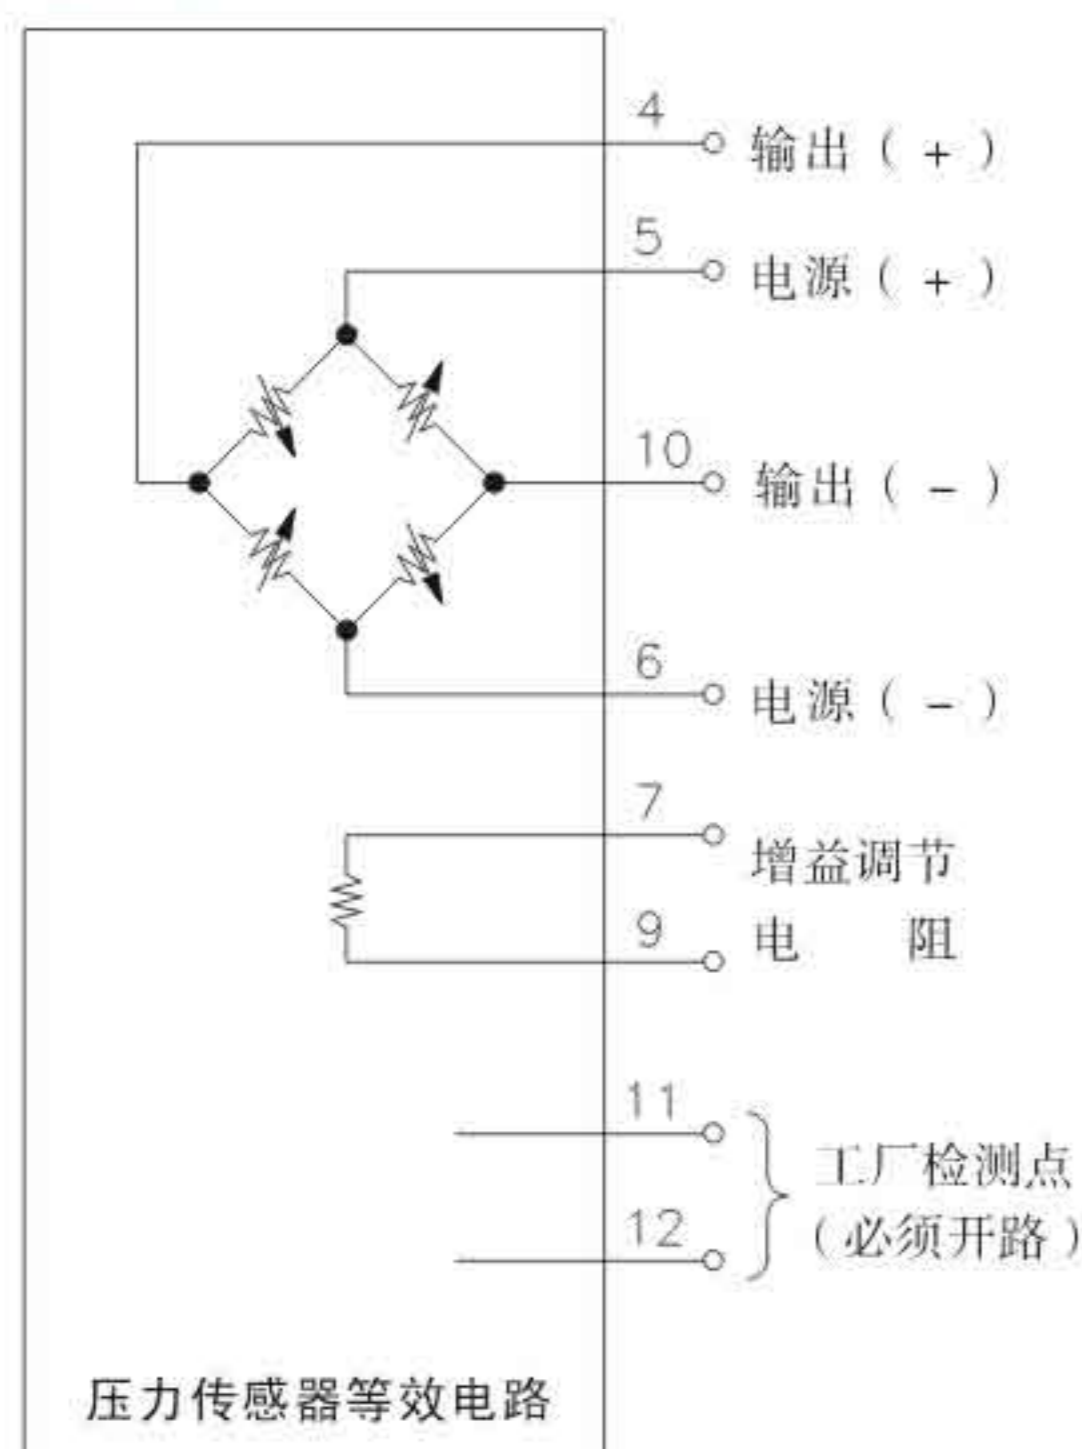 4
输出(+)
5
电源(+)
10
输出(-)
6
电源(-)
7
增益调节
9
电 阻
11
工厂检测点
12
(必须开路)
压力传感器等效电路